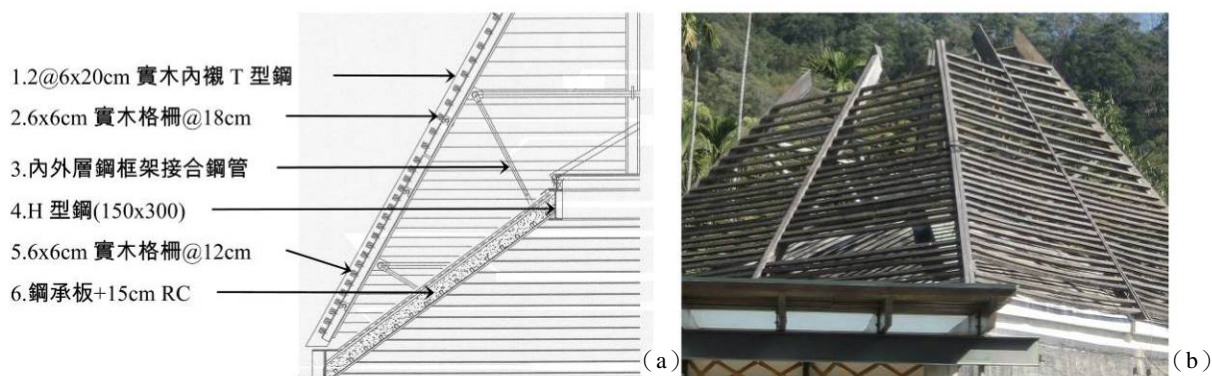 1.2@6x20cm 實木內襯 T 型鋼
2.6x6cm 實木格柵@18cm
3.內外層鋼框架接合鋼管
4.H 型鋼(150x300)
5.6x6cm 實木格柵@12cm
6.鋼承板+15cm RC
(a)
(b)